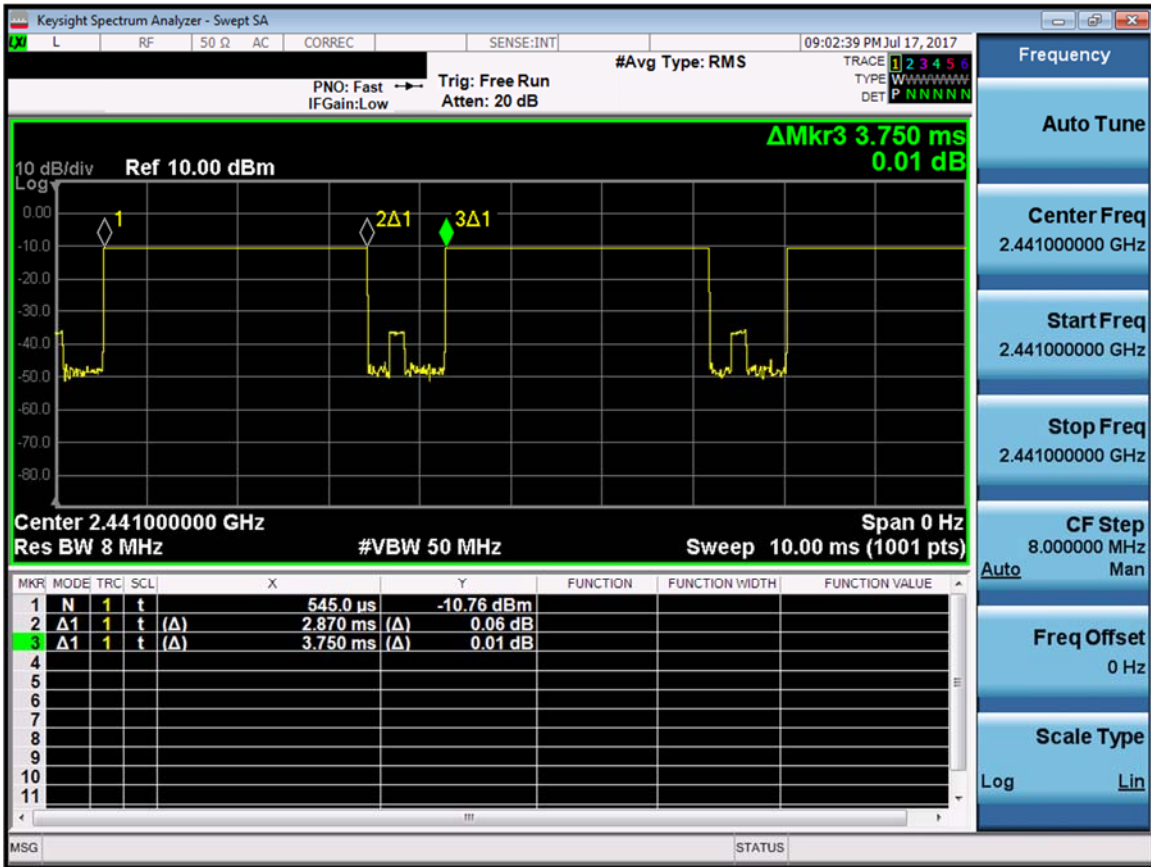 Keysight Spectrum Analyzer - Swept SA
LXI L RF 50 Ω AC CORREC SENSE:INT 09:02:39 PM Jul 17, 2017
#Avg Type: RMS TRACE 1 2 3 4 5 6
PNO: Fast Trig: Free Run TYPE WWWWWWW
IFGain:Low Atten: 20 dB DET P N N N N N
Frequency
Auto Tune
Center Freq
2.441000000 GHz
Start Freq
2.441000000 GHz
Stop Freq
2.441000000 GHz
CF Step
8.000000 MHz
Auto Man
Freq Offset
0 Hz
Scale Type
Log Lin
ΔMkr3 3.750 ms
0.01 dB
10 dB/div Ref 10.00 dBm
Log
0.00
-10.0
-20.0
-30.0
-40.0
-50.0
-60.0
-70.0
-80.0
1 2Δ1 3Δ1
Center 2.441000000 GHz Span 0 Hz
Res BW 8 MHz #VBW 50 MHz Sweep 10.00 ms (1001 pts)
MKR MODE TRC SCL X Y FUNCTION FUNCTION WIDTH FUNCTION VALUE
1 N 1 t 545.0 µs -10.76 dBm
2 Δ1 1 t (Δ) 2.870 ms (Δ) 0.06 dB
3 Δ1 1 t (Δ) 3.750 ms (Δ) 0.01 dB
4
5
6
7
8
9
10
11
MSG STATUS